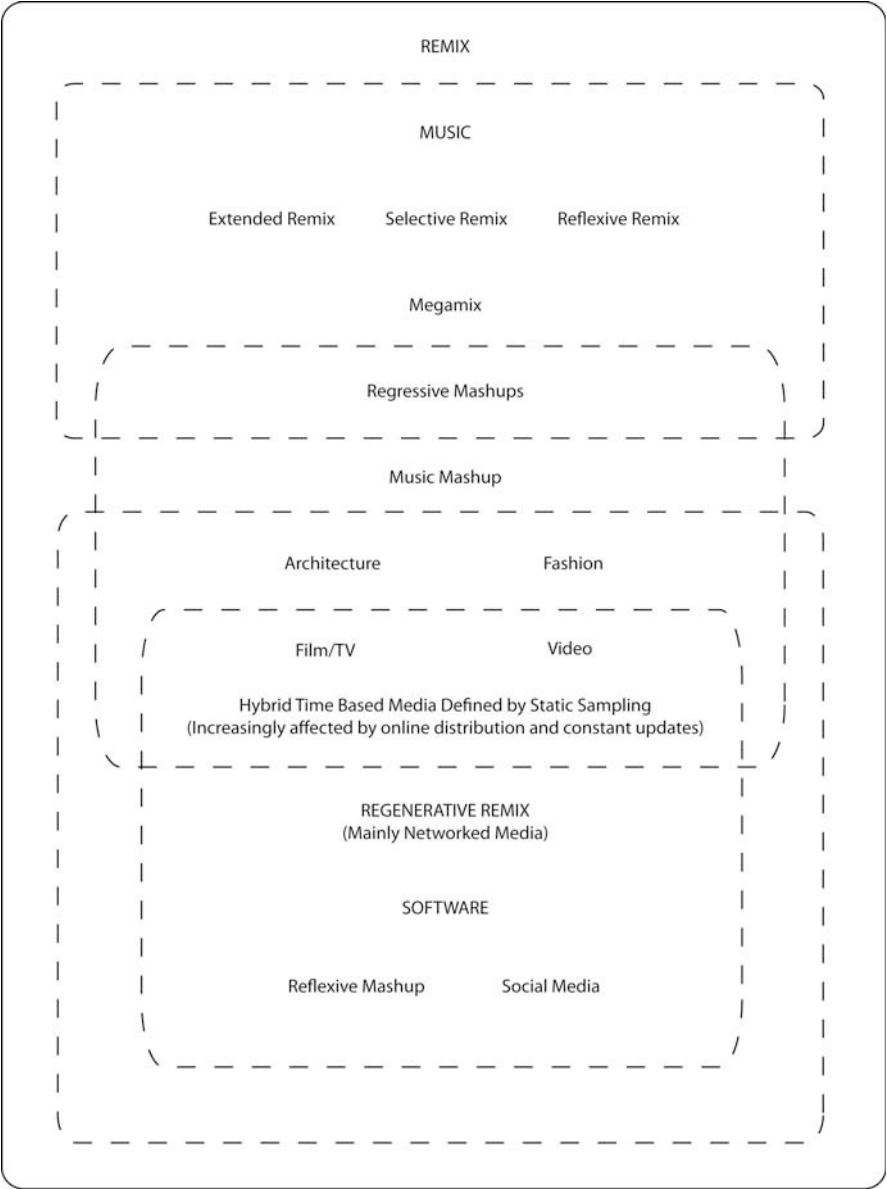 REMIX
MUSIC
Extended Remix Selective Remix Reflexive Remix
Megamix
Regressive Mashups
Music Mashup
Architecture Fashion
Film/TV Video
Hybrid Time Based Media Defined by Static Sampling
(Increasingly affected by online distribution and constant updates)
REGENERATIVE REMIX
(Mainly Networked Media)
SOFTWARE
Reflexive Mashup Social Media